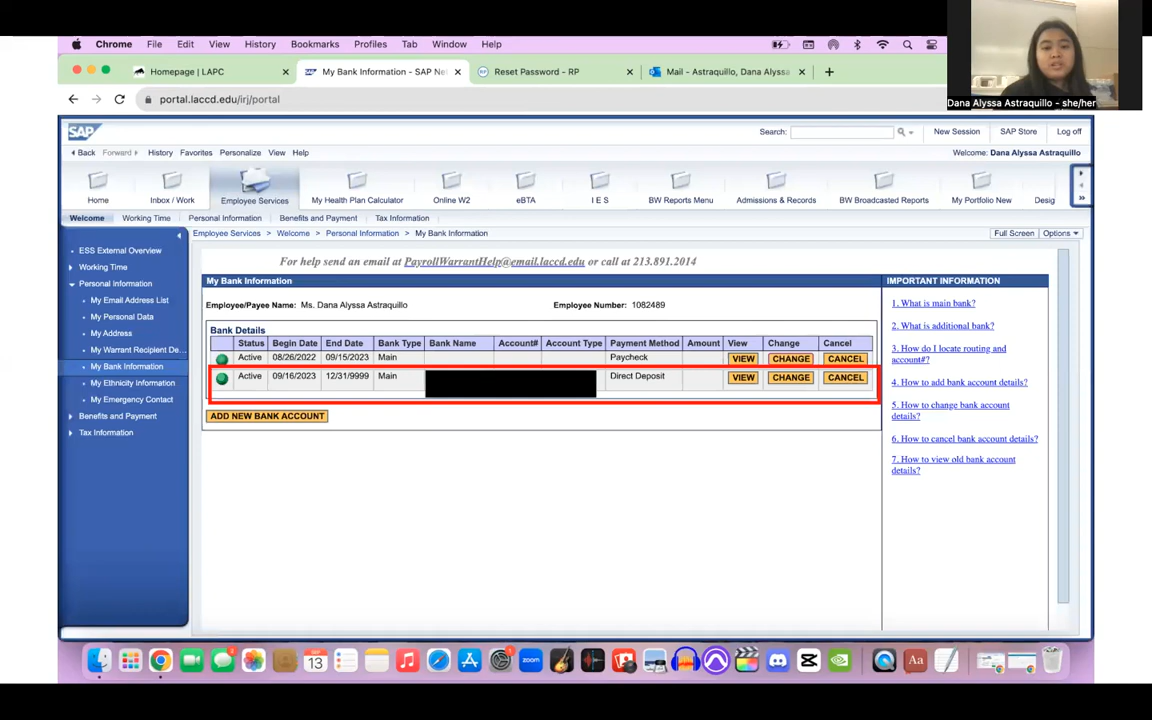 Chrome File Edit View History Bookmarks Profiles Tab Window Help
Homepage | LAPC
My Bank Information - SAP Ne
Reset Password - RP
Mail - Astraquillo, Dana Alyssa
portal.laccd.edu/irj/portal
Dana Alyssa Astraquillo - she/her
SAP
Search:
New Session SAP Store Log off
Back Forward History Favorites Personalize View Help
Welcome: Dana Alyssa Astraquillo
Home Inbox / Work Employee Services My Health Plan Calculator Online W2 eBTA I E S BW Reports Menu Admissions & Records BW Broadcasted Reports My Portfolio New Desig
Welcome Working Time Personal Information Benefits and Payment Tax Information
Employee Services > Welcome > Personal Information > My Bank Information
Full Screen Options
ESS External Overview
Working Time
Personal Information
My Email Address List
My Personal Data
My Address
My Warrant Recipient De...
My Bank Information
My Ethnicity Information
My Emergency Contact
Benefits and Payment
Tax Information
For help send an email at PayrollWarrantHelp@email.laccd.edu or call at 213.891.2014
My Bank Information
Employee/Payee Name: Ms. Dana Alyssa Astraquillo Employee Number: 1082489
Bank Details
Status Begin Date End Date Bank Type Bank Name Account# Account Type Payment Method Amount View Change Cancel
Active 08/26/2022 09/15/2023 Main Paycheck VIEW CHANGE CANCEL
Active 09/16/2023 12/31/9999 Main Direct Deposit VIEW CHANGE CANCEL
ADD NEW BANK ACCOUNT
IMPORTANT INFORMATION
1. What is main bank?
2. What is additional bank?
3. How do I locate routing and
account#?
4. How to add bank account details?
5. How to change bank account
details?
6. How to cancel bank account details?
7. How to view old bank account
details?
SEP
13
zoom
Aa